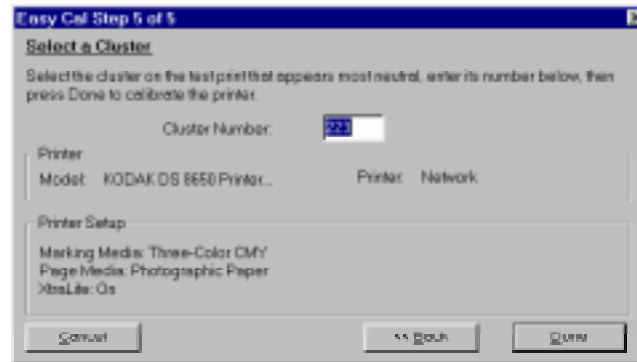 Easy Cal Step 5 of 5
Select a Cluster
Select the cluster on the test print that appears most neutral, enter its number below, then
press Done to calibrate the printer.
Cluster Number: 223
Printer
Model: KODAK DS 8650 Printer... Printer: Network
Printer Setup
Marking Media: Three-Color CMY
Page Media: Photographic Paper
XtraLife: On
Cancel << Back Done